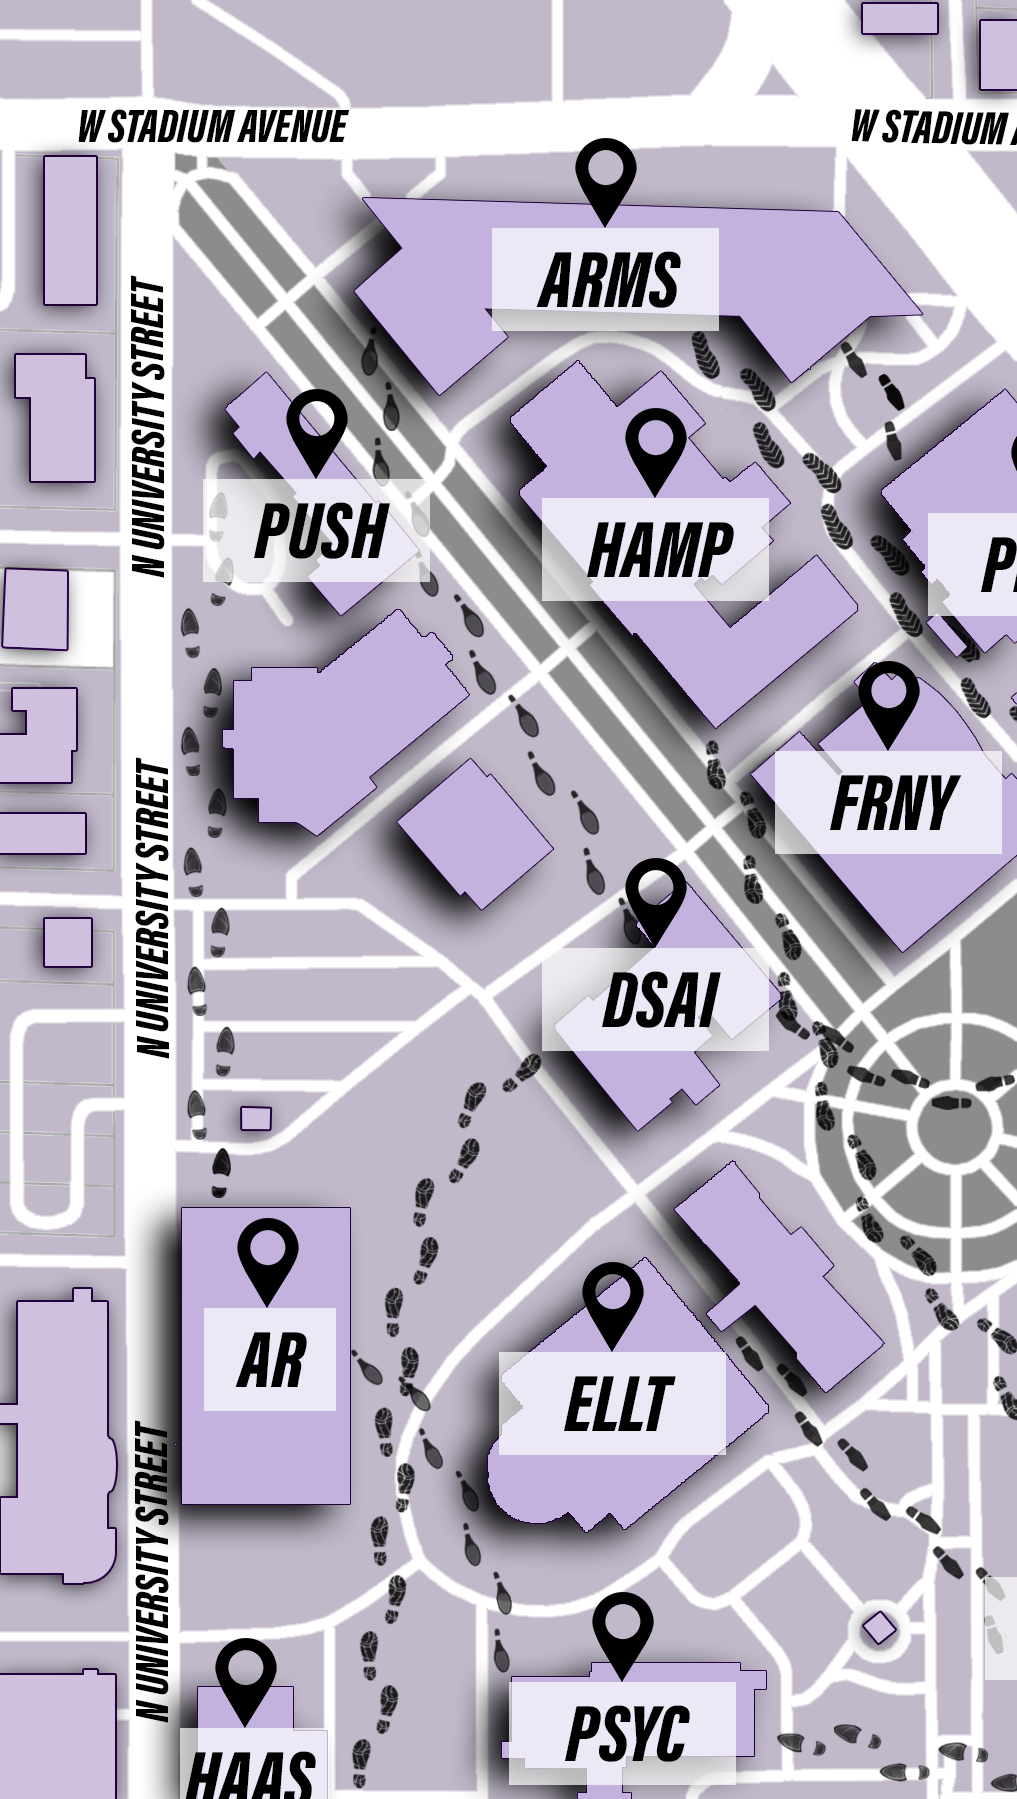 W STADIUM AVENUE
W STADIUM
ARMS
N UNIVERSITY STREET
PUSH
HAMP
FRNY
N UNIVERSITY STREET
DSAI
AR
ELLT
N UNIVERSITY STREET
PSYC
HAAS